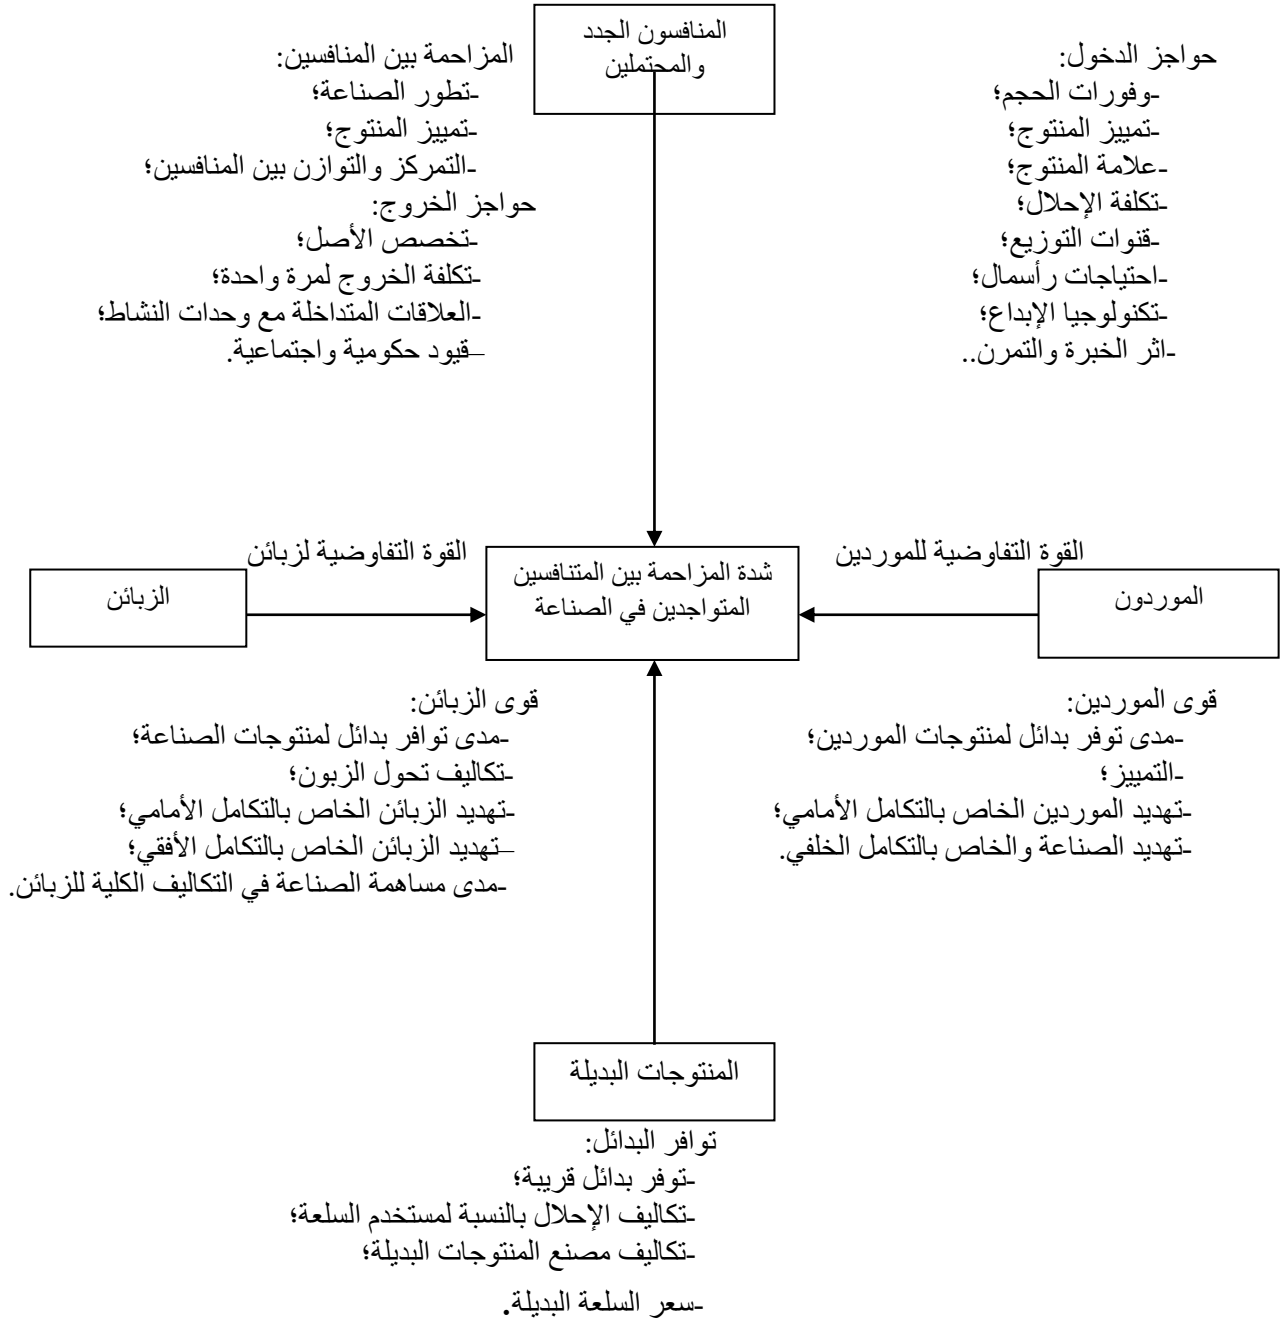 المنافسون الجدد
والمحتملين
حواجز الدخول:
-وفورات الحجم؛
-تمييز المنتوج؛
-علامة المنتوج؛
-تكلفة الإحلال؛
-قنوات التوزيع؛
-احتياجات رأسمال؛
-تكنولوجيا الإبداع؛
-اثر الخبرة والتمرن..
المزاحمة بين المنافسين:
-تطور الصناعة؛
-تمييز المنتوج؛
-التمركز والتوازن بين المنافسين؛
حواجز الخروج:
-تخصص الأصل؛
-تكلفة الخروج لمرة واحدة؛
-العلاقات المتداخلة مع وحدات النشاط؛
–قيود حكومية واجتماعية.
القوة التفاوضية للموردين
القوة التفاوضية لزبائن
الموردون
شدة المزاحمة بين المتنافسين
المتواجدين في الصناعة
الزبائن
قوى الموردين:
-مدى توفر بدائل لمنتوجات الموردين؛
-التمييز؛
-تهديد الموردين الخاص بالتكامل الأمامي؛
-تهديد الصناعة والخاص بالتكامل الخلفي.
قوى الزبائن:
-مدى توافر بدائل لمنتوجات الصناعة؛
-تكاليف تحول الزبون؛
-تهديد الزبائن الخاص بالتكامل الأمامي؛
–تهديد الزبائن الخاص بالتكامل الأفقي؛
-مدى مساهمة الصناعة في التكاليف الكلية للزبائن.
المنتوجات البديلة
توافر البدائل:
-توفر بدائل قريبة؛
-تكاليف الإحلال بالنسبة لمستخدم السلعة؛
-تكاليف مصنع المنتوجات البديلة؛
-سعر السلعة البديلة.